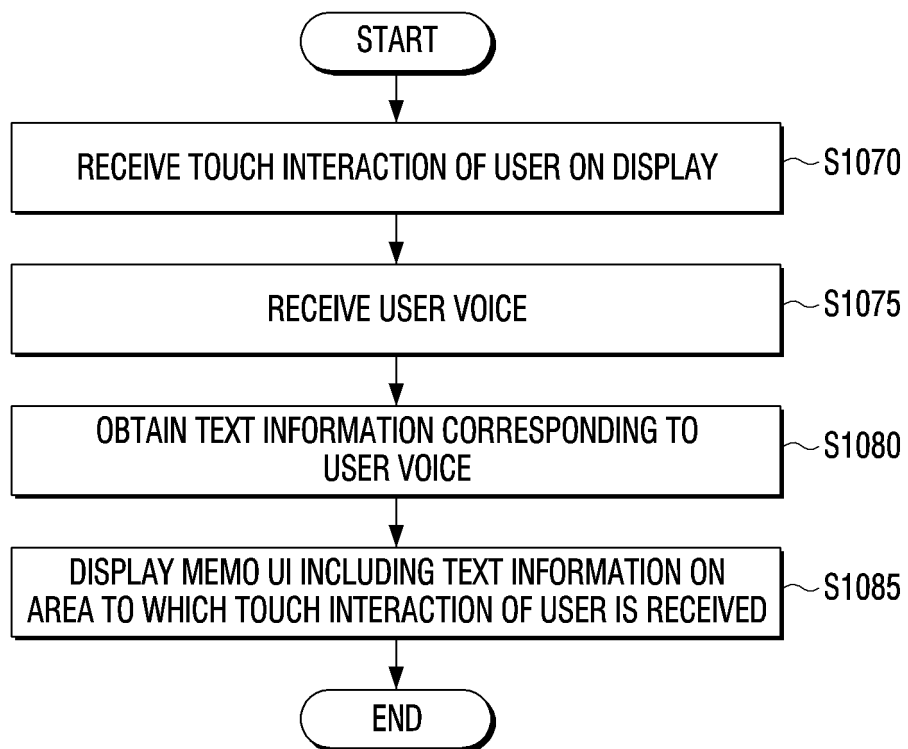 START
RECEIVE TOUCH INTERACTION OF USER ON DISPLAY
S1070
RECEIVE USER VOICE
S1075
OBTAIN TEXT INFORMATION CORRESPONDING TO
USER VOICE
S1080
DISPLAY MEMO UI INCLUDING TEXT INFORMATION ON
AREA TO WHICH TOUCH INTERACTION OF USER IS RECEIVED
S1085
END